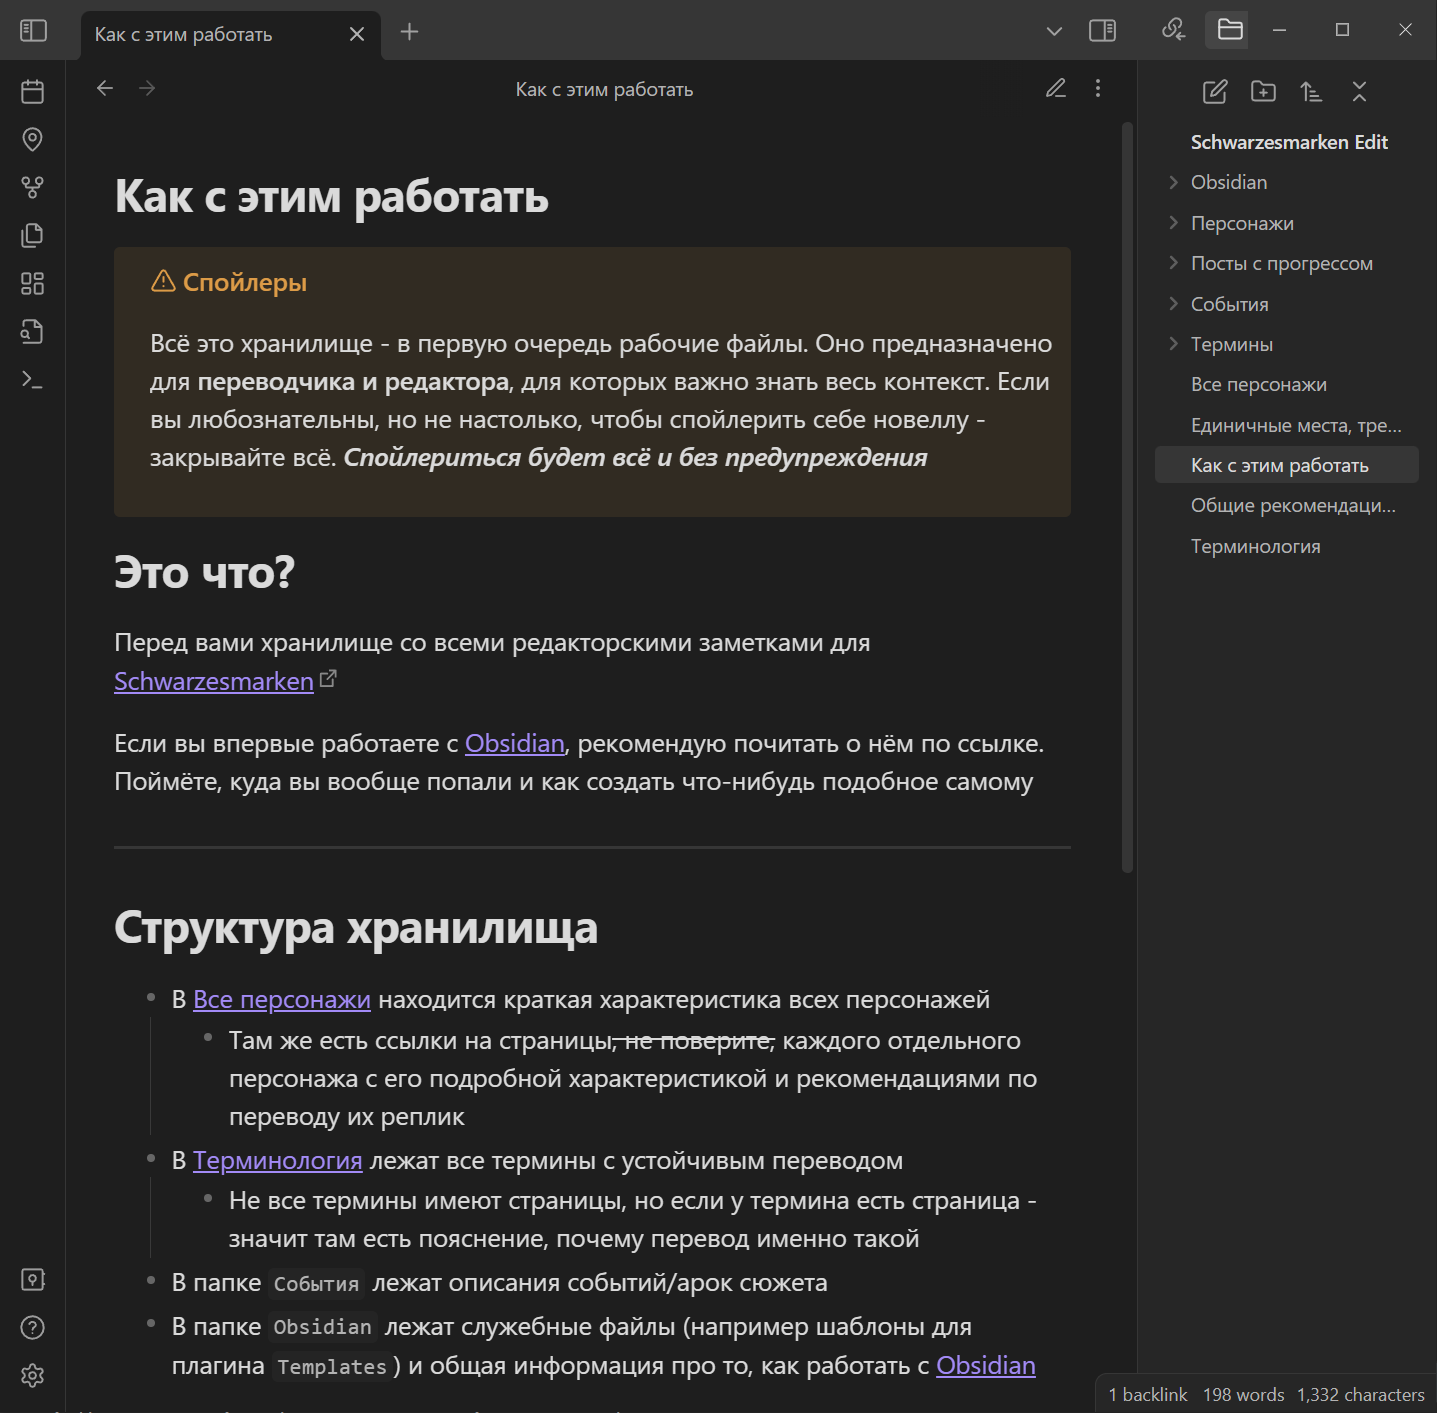 Как с этим работать
Как с этим работать
Как с этим работать
Спойлеры
Всё это хранилище - в первую очередь рабочие файлы. Оно предназначено
для переводчика и редактора, для которых важно знать весь контекст. Если
вы любознательны, но не настолько, чтобы спойлерить себе новеллу -
закрывайте всё. Спойлериться будет всё и без предупреждения
Это что?
Перед вами хранилище со всеми редакторскими заметками для
Schwarzesmarken
Если вы впервые работаете с Obsidian, рекомендую почитать о нём по ссылке.
Поймёте, куда вы вообще попали и как создать что-нибудь подобное самому
Структура хранилища
В Все персонажи находится краткая характеристика всех персонажей
Там же есть ссылки на страницы, не поверите, каждого отдельного
персонажа с его подробной характеристикой и рекомендациями по
переводу их реплик
В Терминология лежат все термины с устойчивым переводом
Не все термины имеют страницы, но если у термина есть страница -
значит там есть пояснение, почему перевод именно такой
В папке События лежат описания событий/арок сюжета
В папке Obsidian лежат служебные файлы (например шаблоны для
плагина Templates) и общая информация про то, как работать с Obsidian
Schwarzesmarken Edit
Obsidian
Персонажи
Посты с прогрессом
События
Термины
Все персонажи
Единичные места, тре...
Как с этим работать
Общие рекомендаци...
Терминология
1 backlink 198 words 1,332 characters